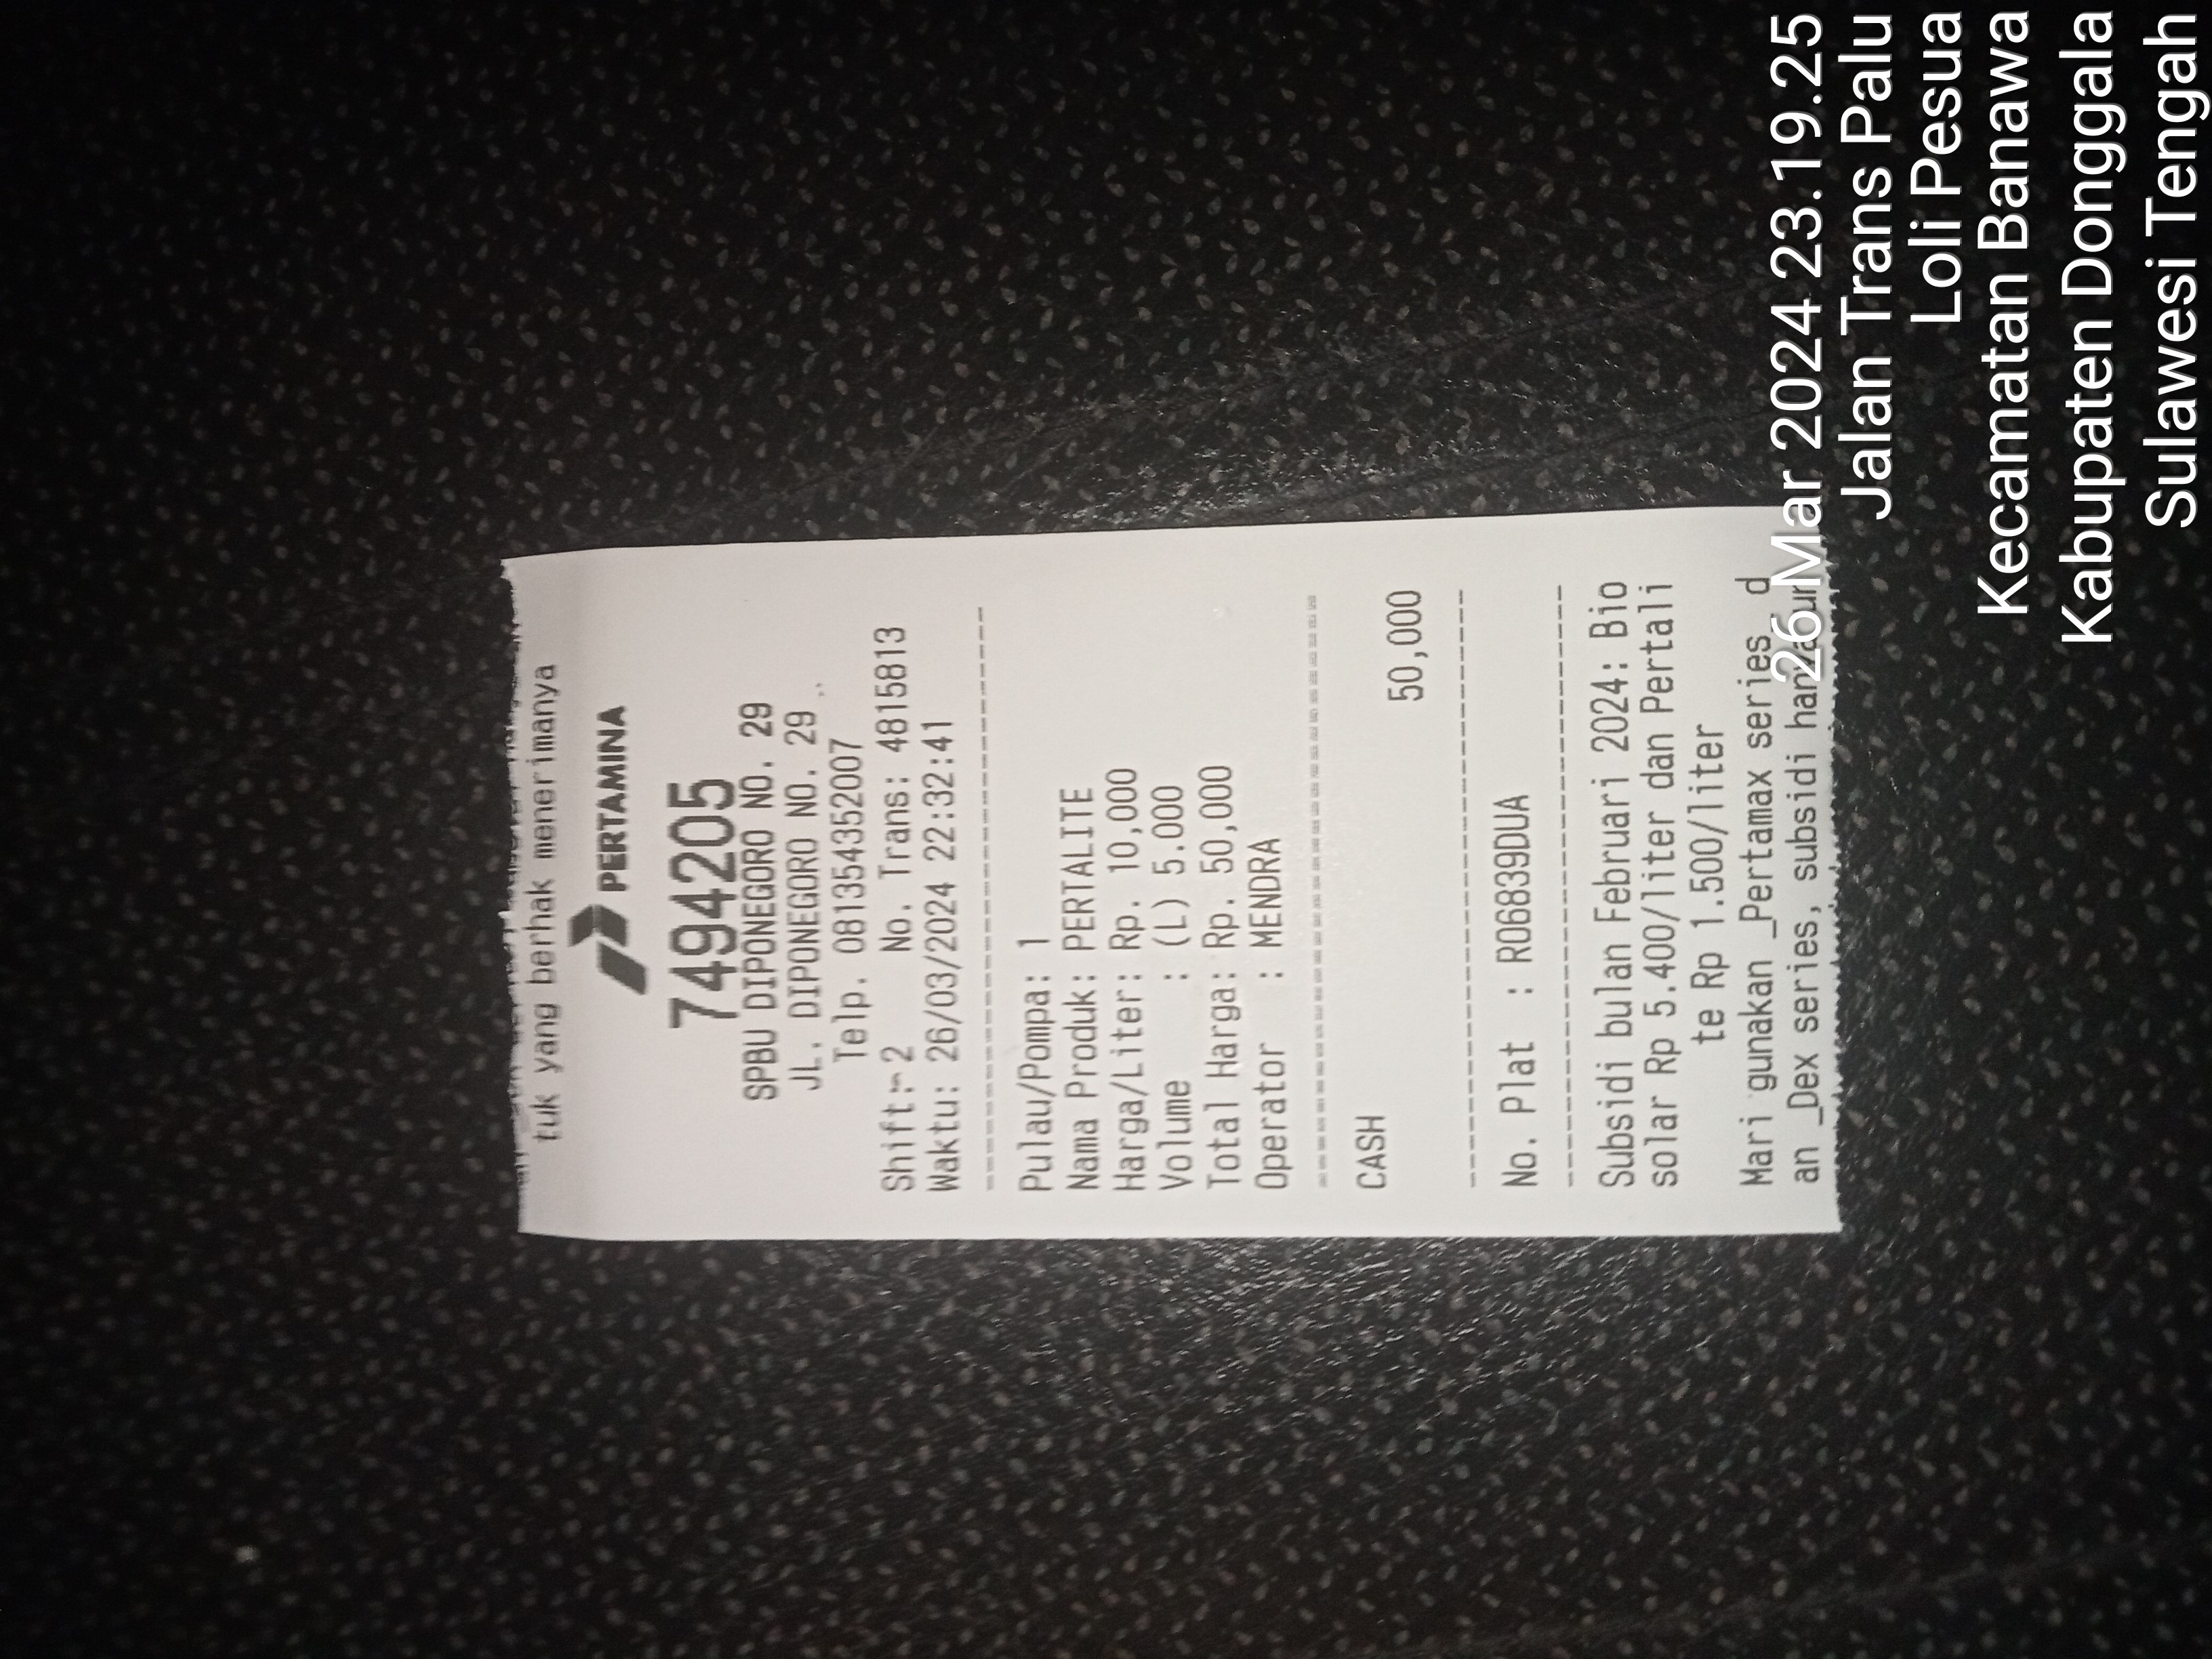 tuk yang berhak menerimanya
PERTAMINA
7494205
SPBU DIPONEGORO NO. 29
JL. DIPONEGORO NO. 29
Telp. 081354352007
Shift: 2 No. Trans: 4815813
Waktu: 26/03/2024 22:32:41
Pulau/Pompa: 1
Nama Produk: PERTALITE
Harga/Liter: Rp. 10,000
Volume : (L) 5.000
Total Harga: Rp. 50,000
Operator : MENDRA
CASH
50,000
No. Plat : RO6839DUA
Subsidi bulan Februari 2024: Bio
solar Rp 5.400/liter dan Pertali
te Rp 1.500/liter
Mari gunakan _Pertamax series_ d
an _Dex series, subsidi hanya
26 Mar 2024 23.19.25
Jalan Trans Palu
Loli Pesua
Kecamatan Banawa
Kabupaten Donggala
Sulawesi Tengah